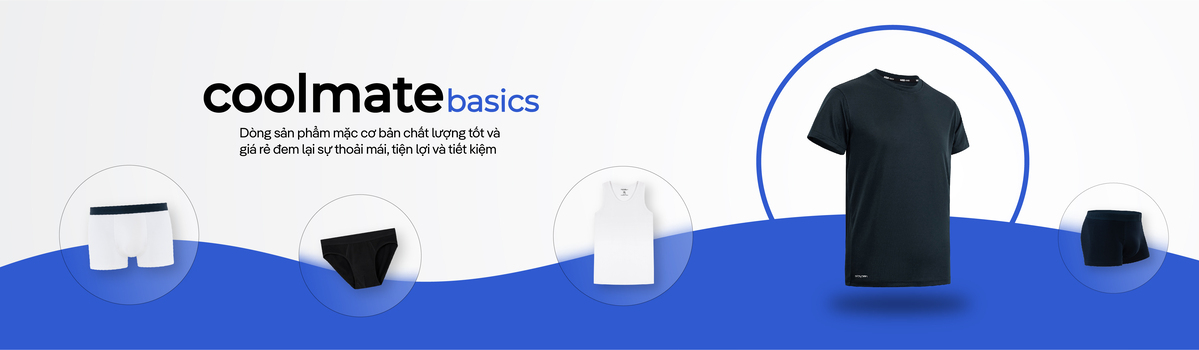 coolmate basics
Dòng sản phẩm mặc cơ bản chất lượng tốt và
giá rẻ đem lại sự thoải mái, tiện lợi và tiết kiệm